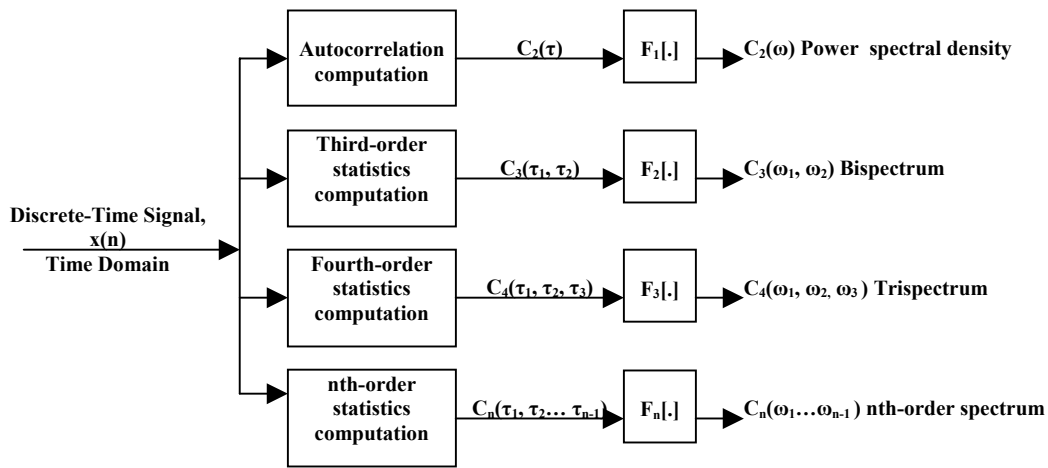 Autocorrelation
computation
C₂(τ)
F₁[.]
C₂(ω) Power spectral density
Third-order
statistics
computation
C₃(τ₁, τ₂)
F₂[.]
C₃(ω₁, ω₂) Bispectrum
Discrete-Time Signal,
x(n)
Time Domain
Fourth-order
statistics
computation
C₄(τ₁, τ₂, τ₃)
F₃[.]
C₄(ω₁, ω₂, ω₃ ) Trispectrum
nth-order
statistics
computation
Cₙ(τ₁, τ₂… τₙ₋₁)
Fₙ[.]
Cₙ(ω₁…ωₙ₋₁ ) nth-order spectrum